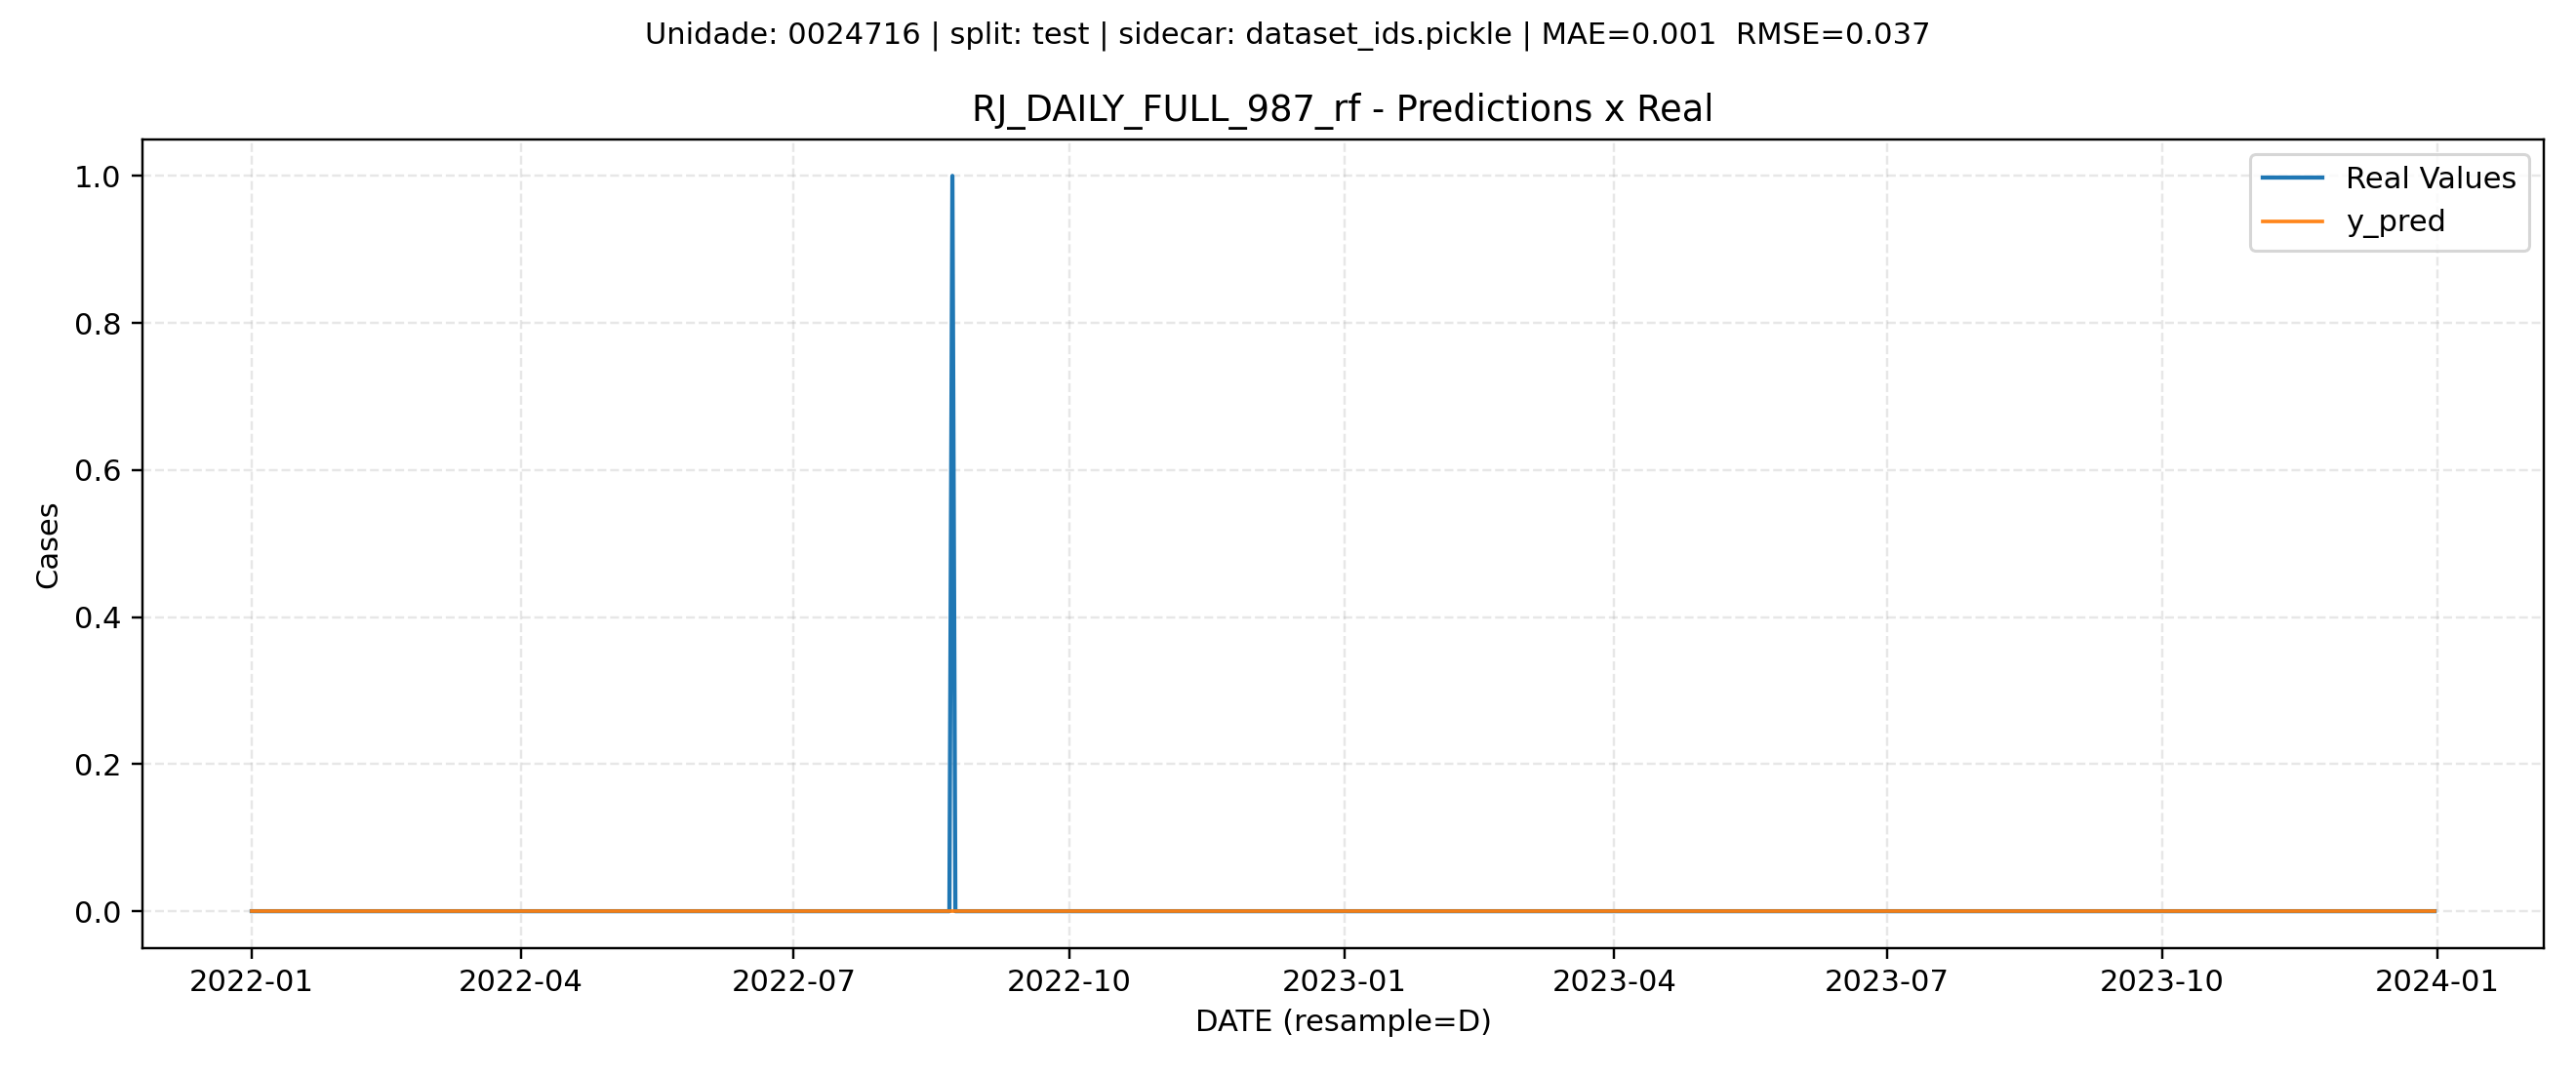 Unidade: 0024716 | split: test | sidecar: dataset_ids.pickle | MAE=0.001  RMSE=0.037
RJ_DAILY_FULL_987_rf - Predictions x Real
Real Values
y_pred
1.0
0.8
0.6
0.4
0.2
0.0
Cases
2022-01 2022-04 2022-07 2022-10 2023-01 2023-04 2023-07 2023-10 2024-01
DATE (resample=D)